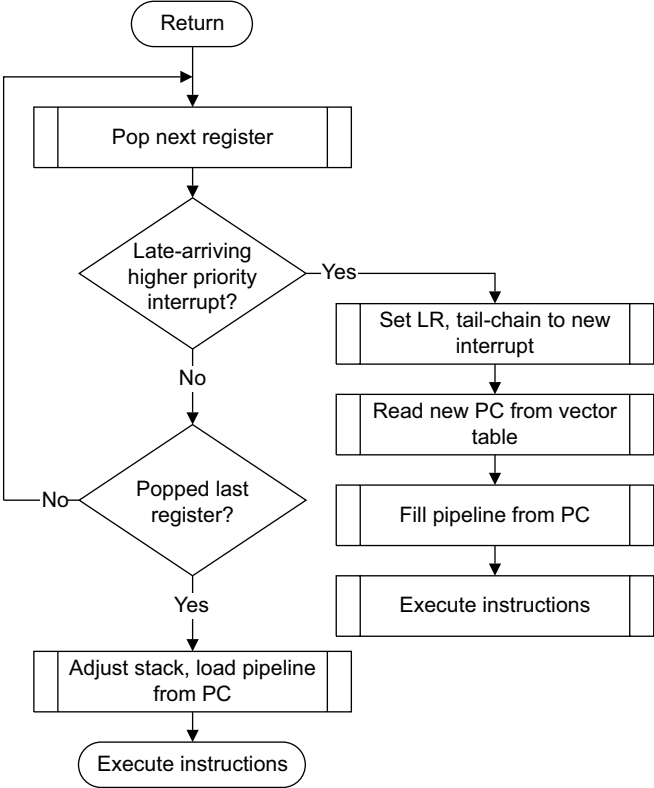 Return
Pop next register
Late-arriving
higher priority
interrupt?
Yes
Set LR, tail-chain to new
interrupt
No
Read new PC from vector
table
Popped last
register?
No
Fill pipeline from PC
Yes
Execute instructions
Adjust stack, load pipeline
from PC
Execute instructions